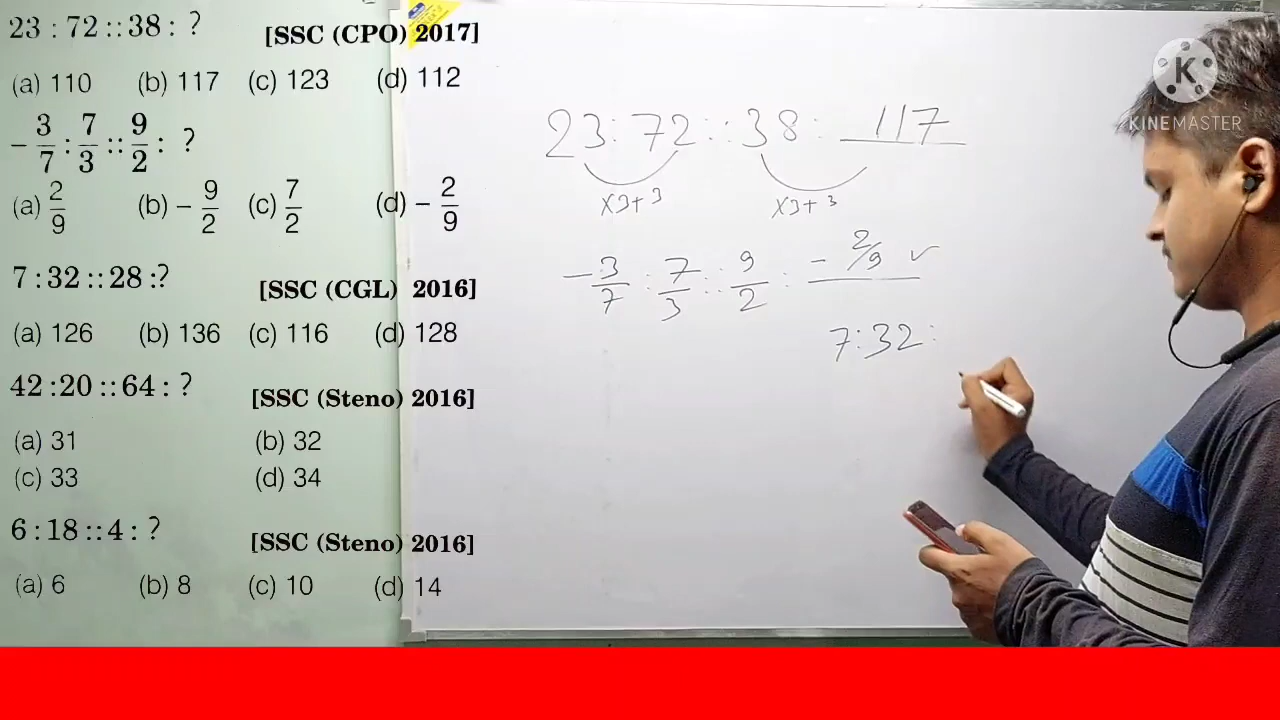 23 : 72 :: 38 : ?
[SSC (CPO) 2017]
(a) 110 (b) 117 (c) 123 (d) 112
- 3/7 : 7/3 :: 9/2 : ?
(a) 2/9 (b) - 9/2 (c) 7/2 (d) - 2/9
7 : 32 :: 28 :?
[SSC (CGL) 2016]
(a) 126 (b) 136 (c) 116 (d) 128
42 :20 :: 64 : ?
[SSC (Steno) 2016]
(a) 31 (b) 32
(c) 33 (d) 34
6 : 18 :: 4 : ?
[SSC (Steno) 2016]
(a) 6 (b) 8 (c) 10 (d) 14
23 : 72 :: 38 : 117
×3+3 ×3+3
- 3/7 : 7/3 :: 9/2 : - 2/9 ✓
7 : 32 :
K
KINEMASTER